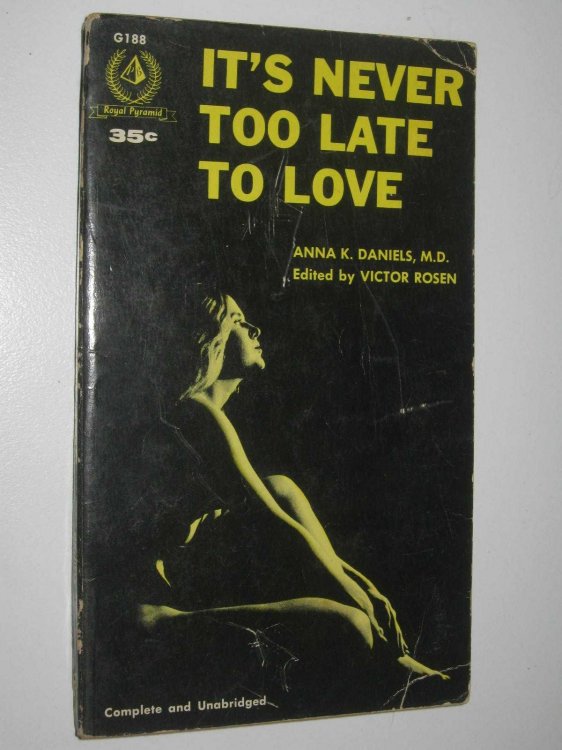 G188
Royal Pyramid
35c
IT'S NEVER
TOO LATE
TO LOVE
ANNA K. DANIELS, M.D.
Edited by VICTOR ROSEN
Complete and Unabridged